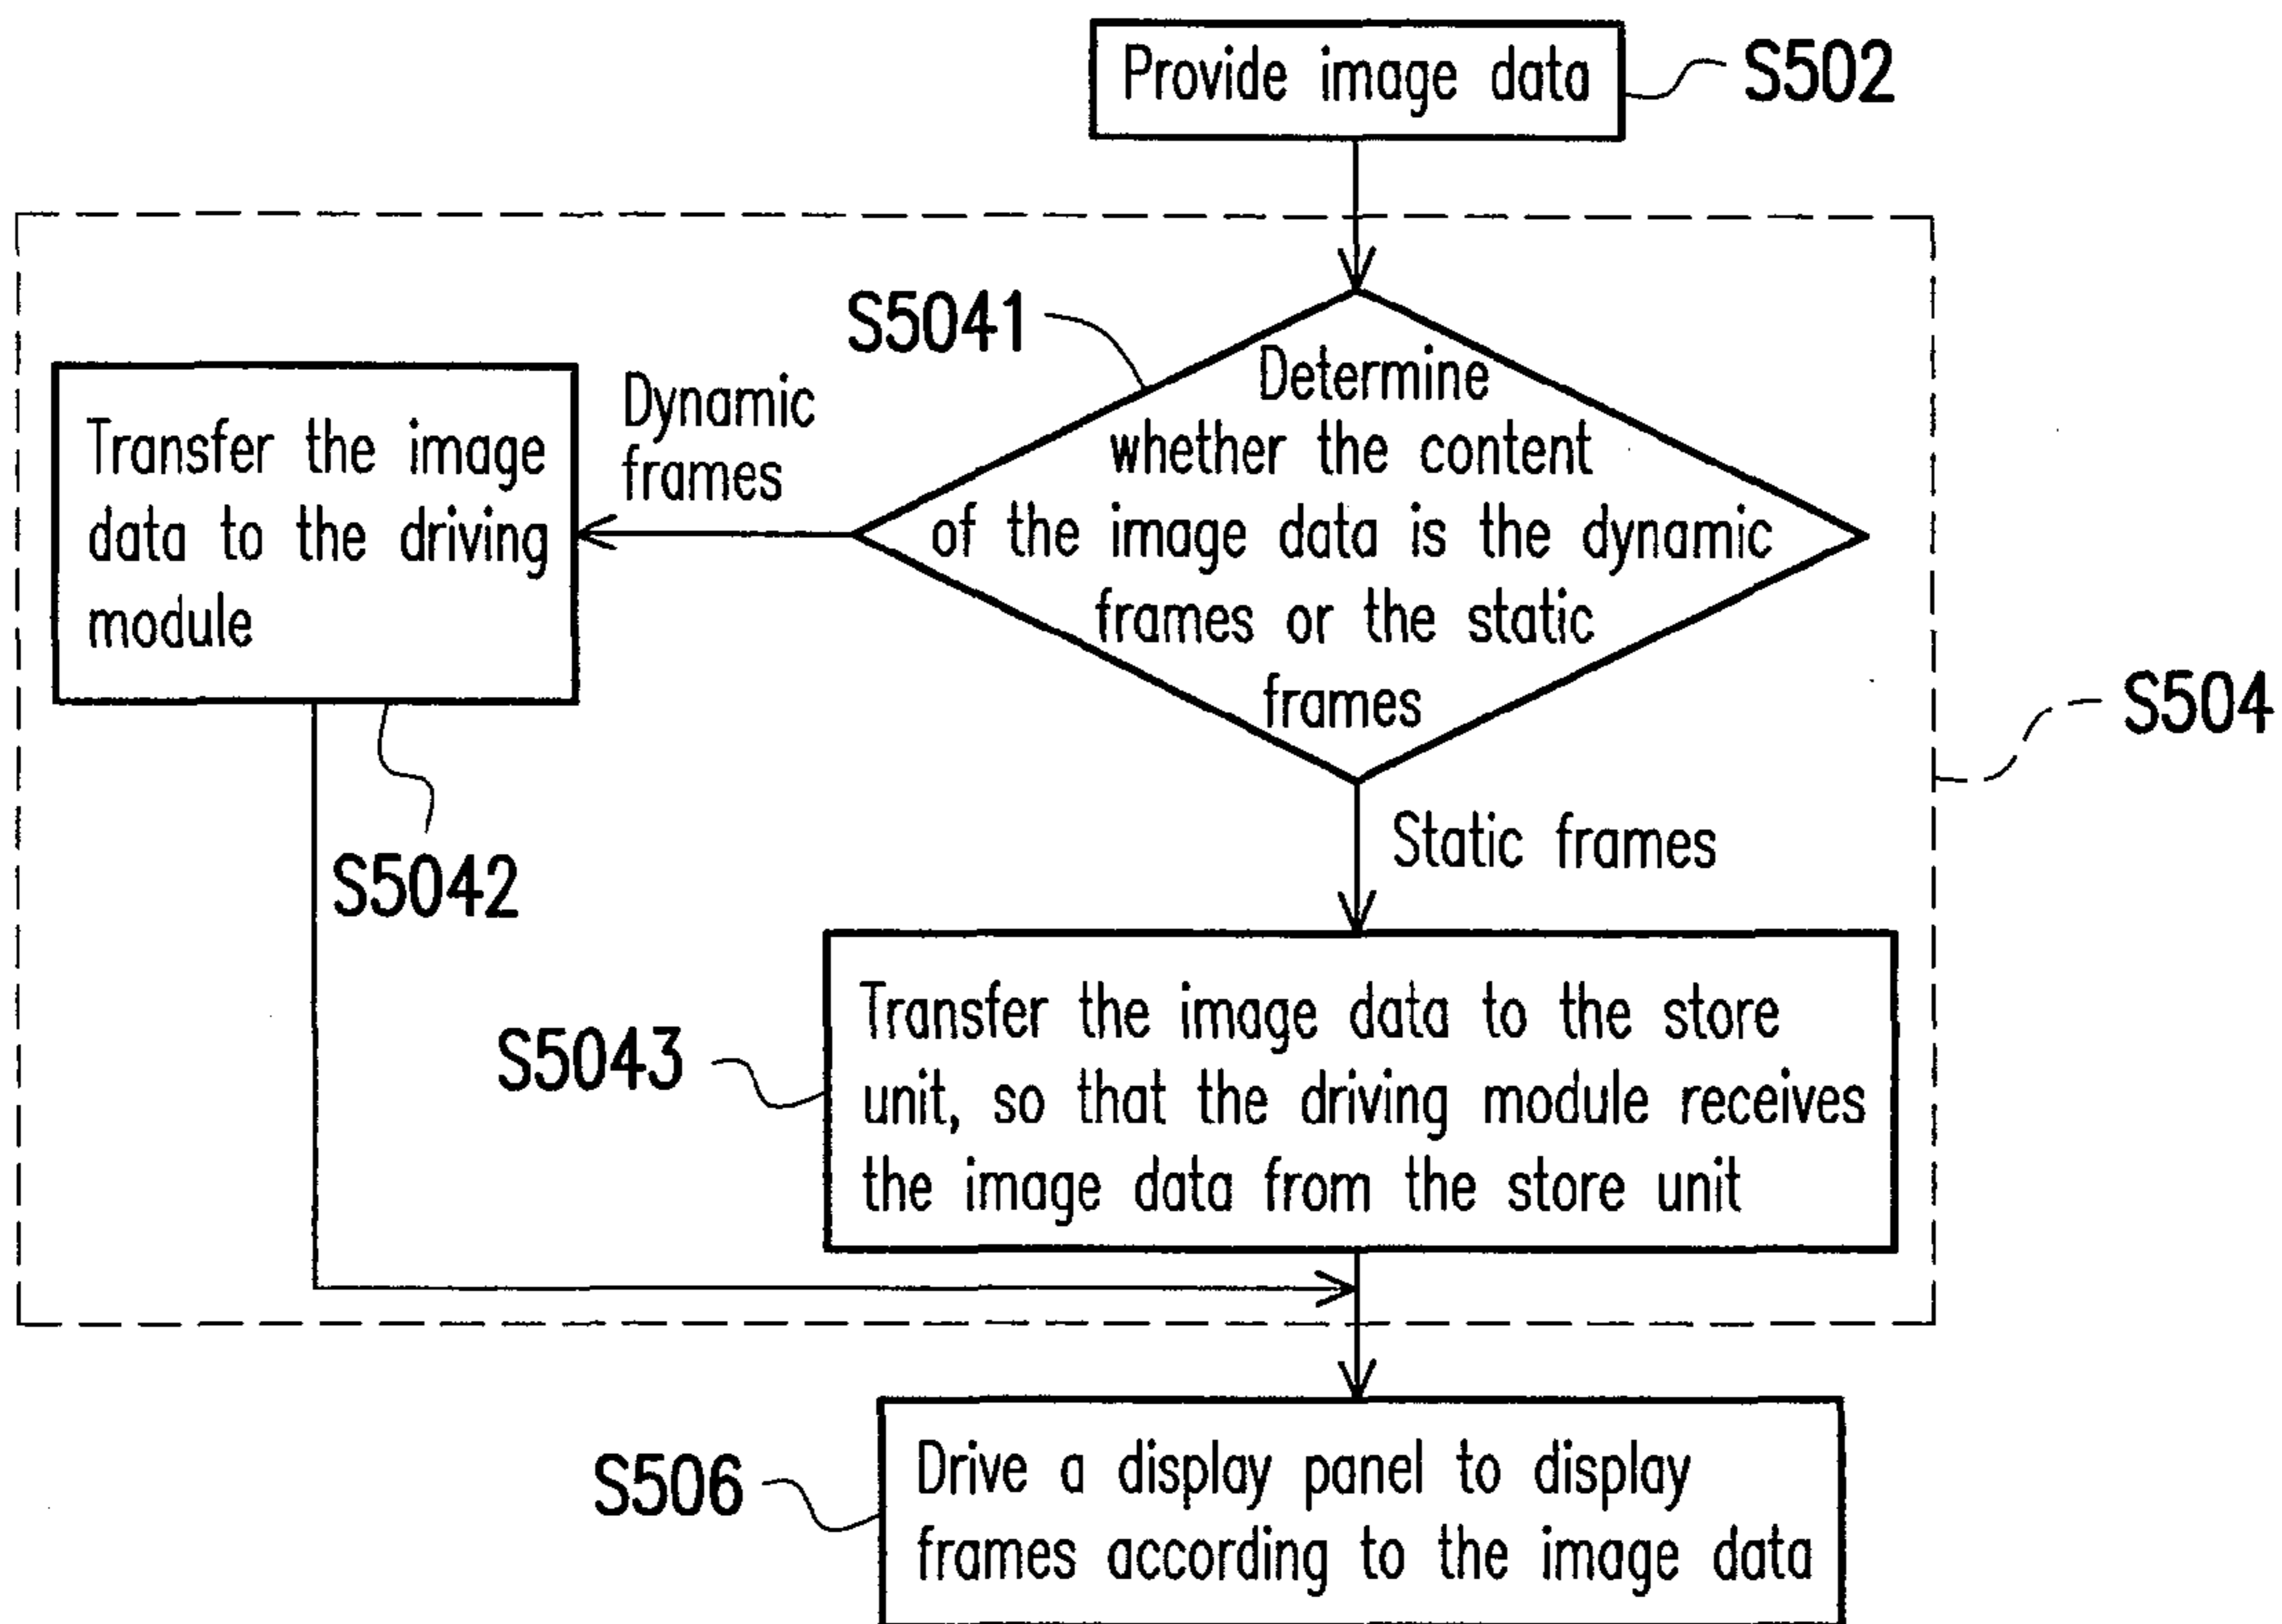 Provide image data
S502
S5041
Determine
whether the content
of the image data is the dynamic
frames or the static
frames
Dynamic
frames
Transfer the image
data to the driving
module
S5042
S504
Static frames
S5043
Transfer the image data to the store
unit, so that the driving module receives
the image data from the store unit
S506
Drive a display panel to display
frames according to the image data